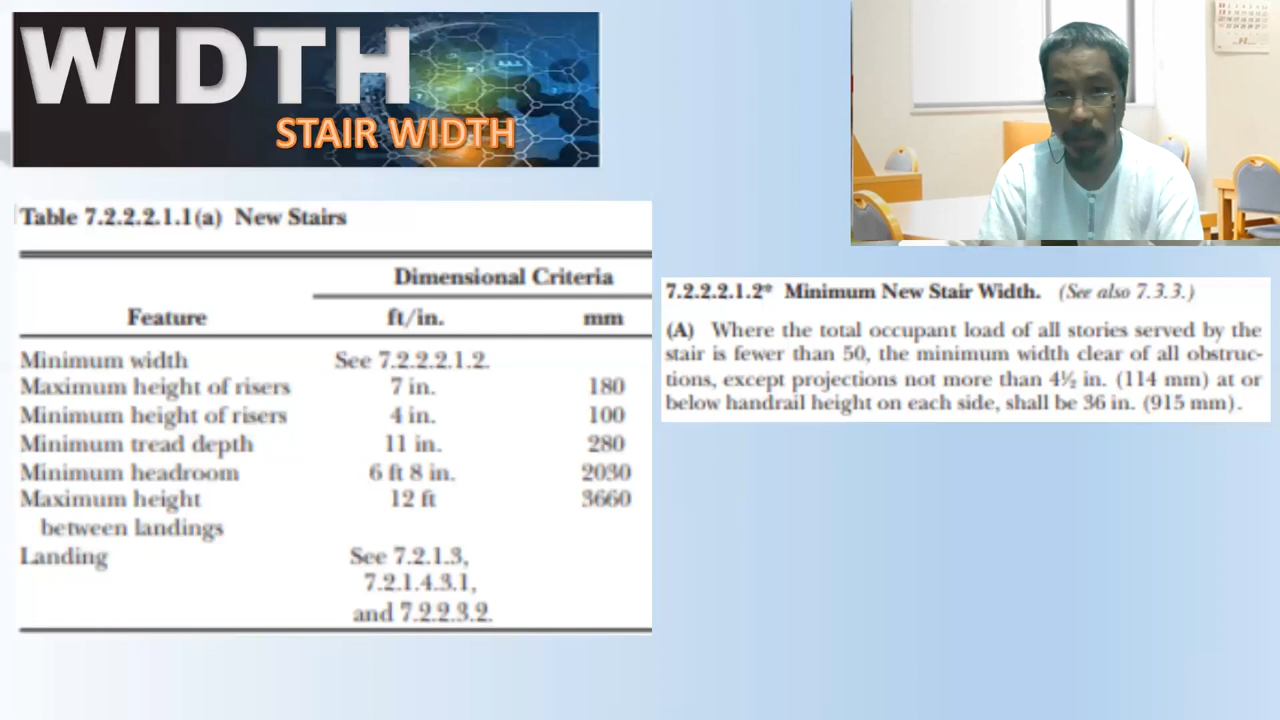 WIDTH
STAIR WIDTH
Table 7.2.2.2.1.1(a) New Stairs
Dimensional Criteria
Feature ft/in. mm
Minimum width See 7.2.2.2.1.2.
Maximum height of risers 7 in. 180
Minimum height of risers 4 in. 100
Minimum tread depth 11 in. 280
Minimum headroom 6 ft 8 in. 2030
Maximum height 12 ft 3660
between landings
Landing See 7.2.1.3,
7.2.1.4.3.1,
and 7.2.2.3.2.
7.2.2.2.1.2* Minimum New Stair Width. (See also 7.3.3.)
(A) Where the total occupant load of all stories served by the
stair is fewer than 50, the minimum width clear of all obstruc-
tions, except projections not more than 4½ in. (114 mm) at or
below handrail height on each side, shall be 36 in. (915 mm).